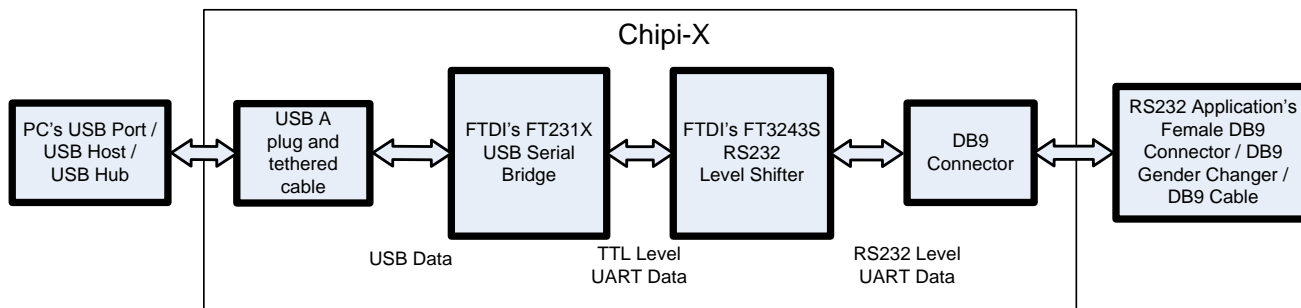 Chipi-X
PC's USB Port /
USB Host /
USB Hub
USB A
plug and
tethered
cable
FTDI's FT231X
USB Serial
Bridge
FTDI's FT3243S
RS232
Level Shifter
DB9
Connector
RS232 Application's
Female DB9
Connector / DB9
Gender Changer /
DB9 Cable
USB Data
TTL Level
UART Data
RS232 Level
UART Data